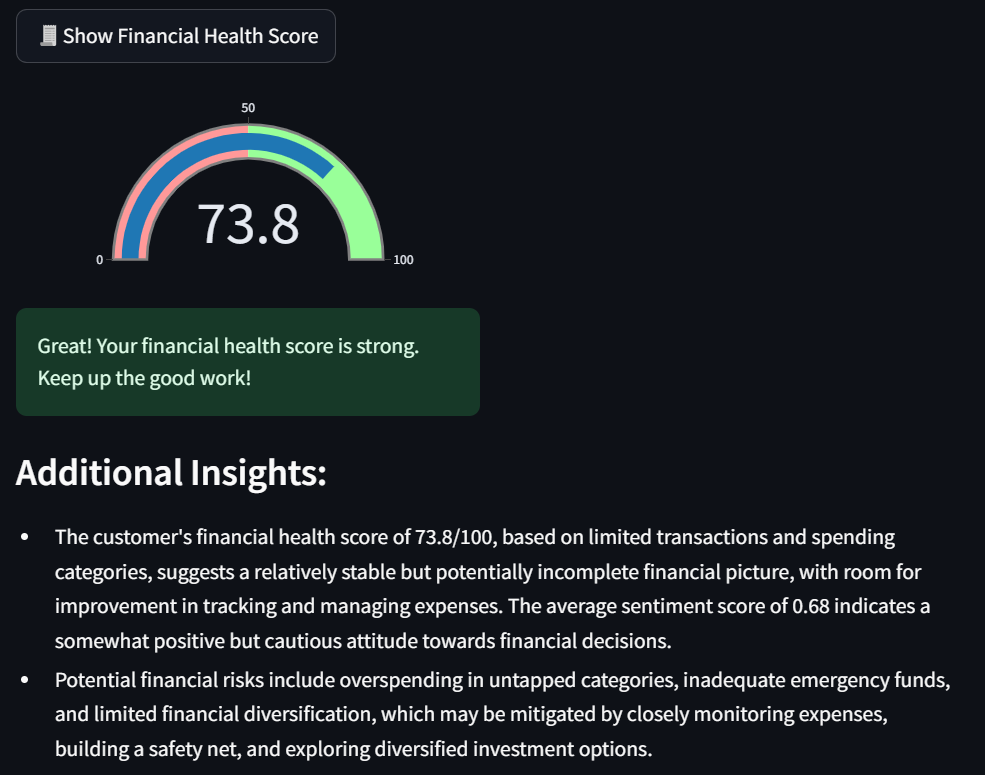 Show Financial Health Score
50
73.8
0
100
Great! Your financial health score is strong.
Keep up the good work!
Additional Insights:
• The customer's financial health score of 73.8/100, based on limited transactions and spending
categories, suggests a relatively stable but potentially incomplete financial picture, with room for
improvement in tracking and managing expenses. The average sentiment score of 0.68 indicates a
somewhat positive but cautious attitude towards financial decisions.
• Potential financial risks include overspending in untapped categories, inadequate emergency funds,
and limited financial diversification, which may be mitigated by closely monitoring expenses,
building a safety net, and exploring diversified investment options.